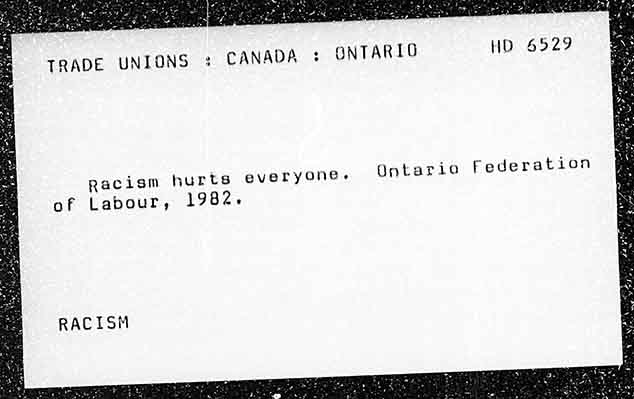 TRADE UNIONS : CANADA : ONTARIO HD 6529
Racism hurts everyone. Ontario Federation
of Labour, 1982.
RACISM